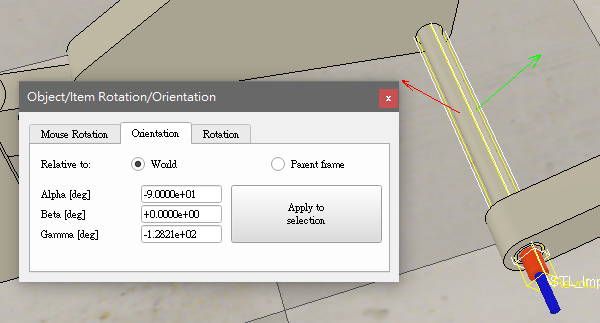 Object/Item Rotation/Orientation
x
Mouse Rotation
Orientation
Rotation
Relative to:
World
Parent frame
Alpha [deg]
-9.0000e+01
Beta [deg]
+0.0000e+00
Gamma [deg]
-1.2821e+02
Apply to
selection
STL_Imp